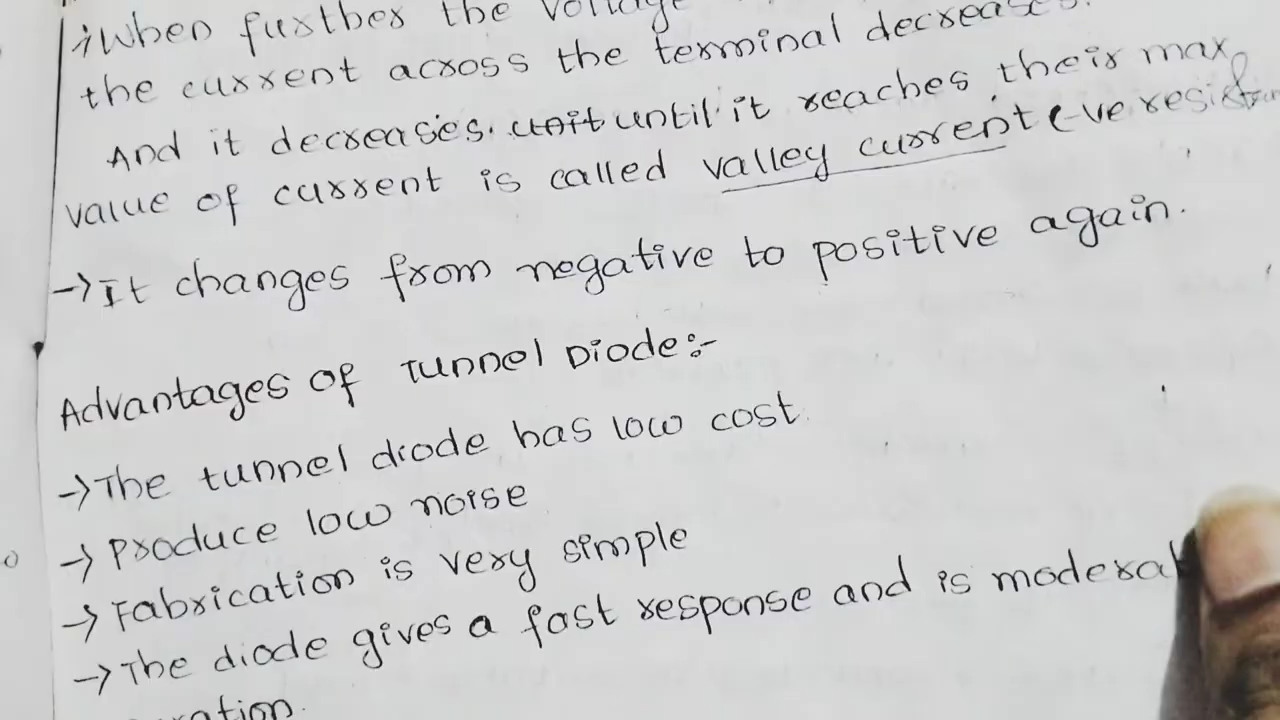 when further the voltage
the current across the terminal decreases.
And it decreases. until it reaches their max
value of current is called valley current (-ve
→It changes from negative to positive again.
Advantages of Tunnel Diode:-
→The tunnel diode has low cost.
→ Produce low noise
→ Fabrication is very simple
→ The diode gives a fast response and is